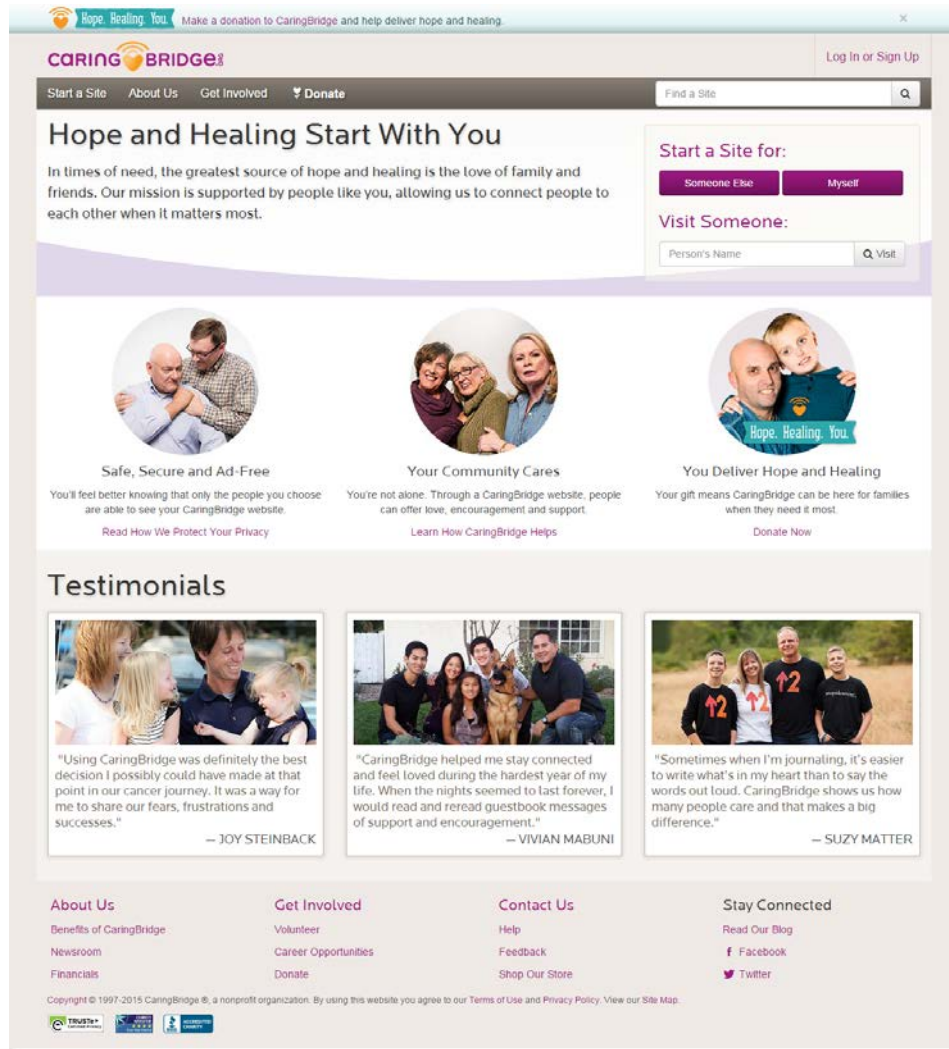 Hope. Healing. You. Make a donation to CaringBridge and help deliver hope and healing. ×
CARING BRIDGE.ORG
Log In or Sign Up
Start a Site About Us Get Involved Donate Find a Site
Hope and Healing Start With You
In times of need, the greatest source of hope and healing is the love of family and
friends. Our mission is supported by people like you, allowing us to connect people to
each other when it matters most.
Start a Site for:
Someone Else Myself
Visit Someone:
Person's Name Visit
Hope. Healing. You.
Safe, Secure and Ad-Free
You'll feel better knowing that only the people you choose
are able to see your CaringBridge website.
Read How We Protect Your Privacy
Your Community Cares
You're not alone. Through a CaringBridge website, people
can offer love, encouragement and support.
Learn How CaringBridge Helps
You Deliver Hope and Healing
Your gift means CaringBridge can be here for families
when they need it most.
Donate Now
Testimonials
12
12
"Using CaringBridge was definitely the best
decision I possibly could have made at that
point in our cancer journey. It was a way for
me to share our fears, frustrations and
successes."
— JOY STEINBACK
"CaringBridge helped me stay connected
and feel loved during the hardest year of my
life. When the nights seemed to last forever, I
would read and reread guestbook messages
of support and encouragement."
— VIVIAN MABUNI
"Sometimes when I'm journaling, it's easier
to write what's in my heart than to say the
words out loud. CaringBridge shows us how
many people care and that makes a big
difference."
— SUZY MATTER
About Us
Benefits of CaringBridge
Newsroom
Financials
Get Involved
Volunteer
Career Opportunities
Donate
Contact Us
Help
Feedback
Shop Our Store
Stay Connected
Read Our Blog
Facebook
Twitter
Copyright © 1997-2015 CaringBridge ®, a nonprofit organization. By using this website you agree to our Terms of Use and Privacy Policy. View our Site Map.
TRUSTe
ACCREDITED
CHARITY